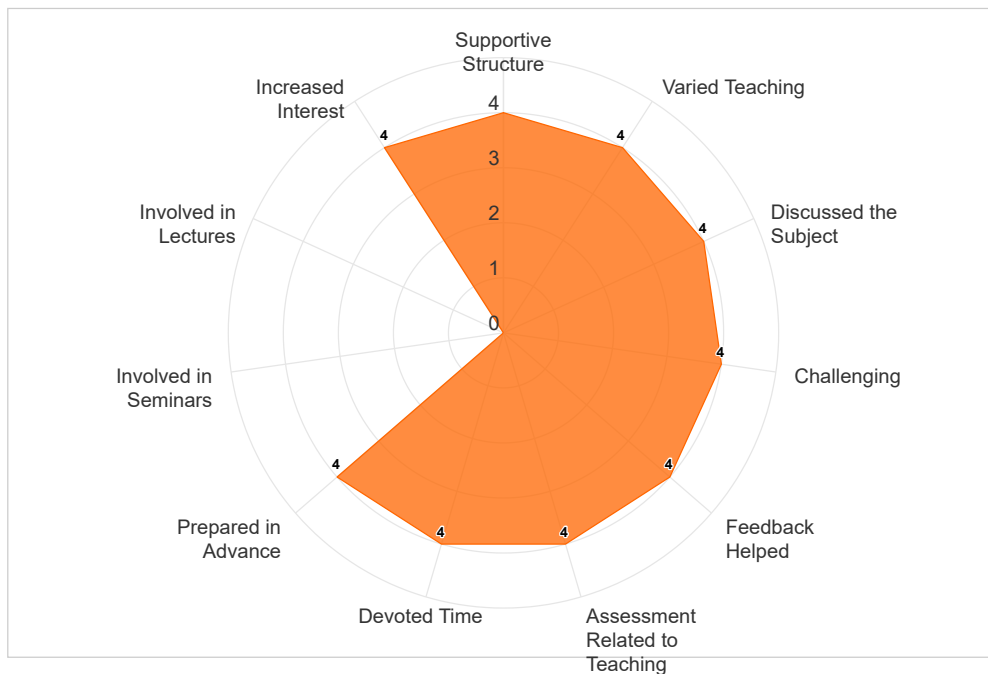 Supportive
Structure
Increased
Interest
Varied Teaching
4
4
4
3
Involved in
Lectures
Discussed the
Subject
2
4
1
0
4
Involved in
Seminars
Challenging
4
4
Prepared in
Advance
Feedback
Helped
4
4
Devoted Time
Assessment
Related to
Teaching